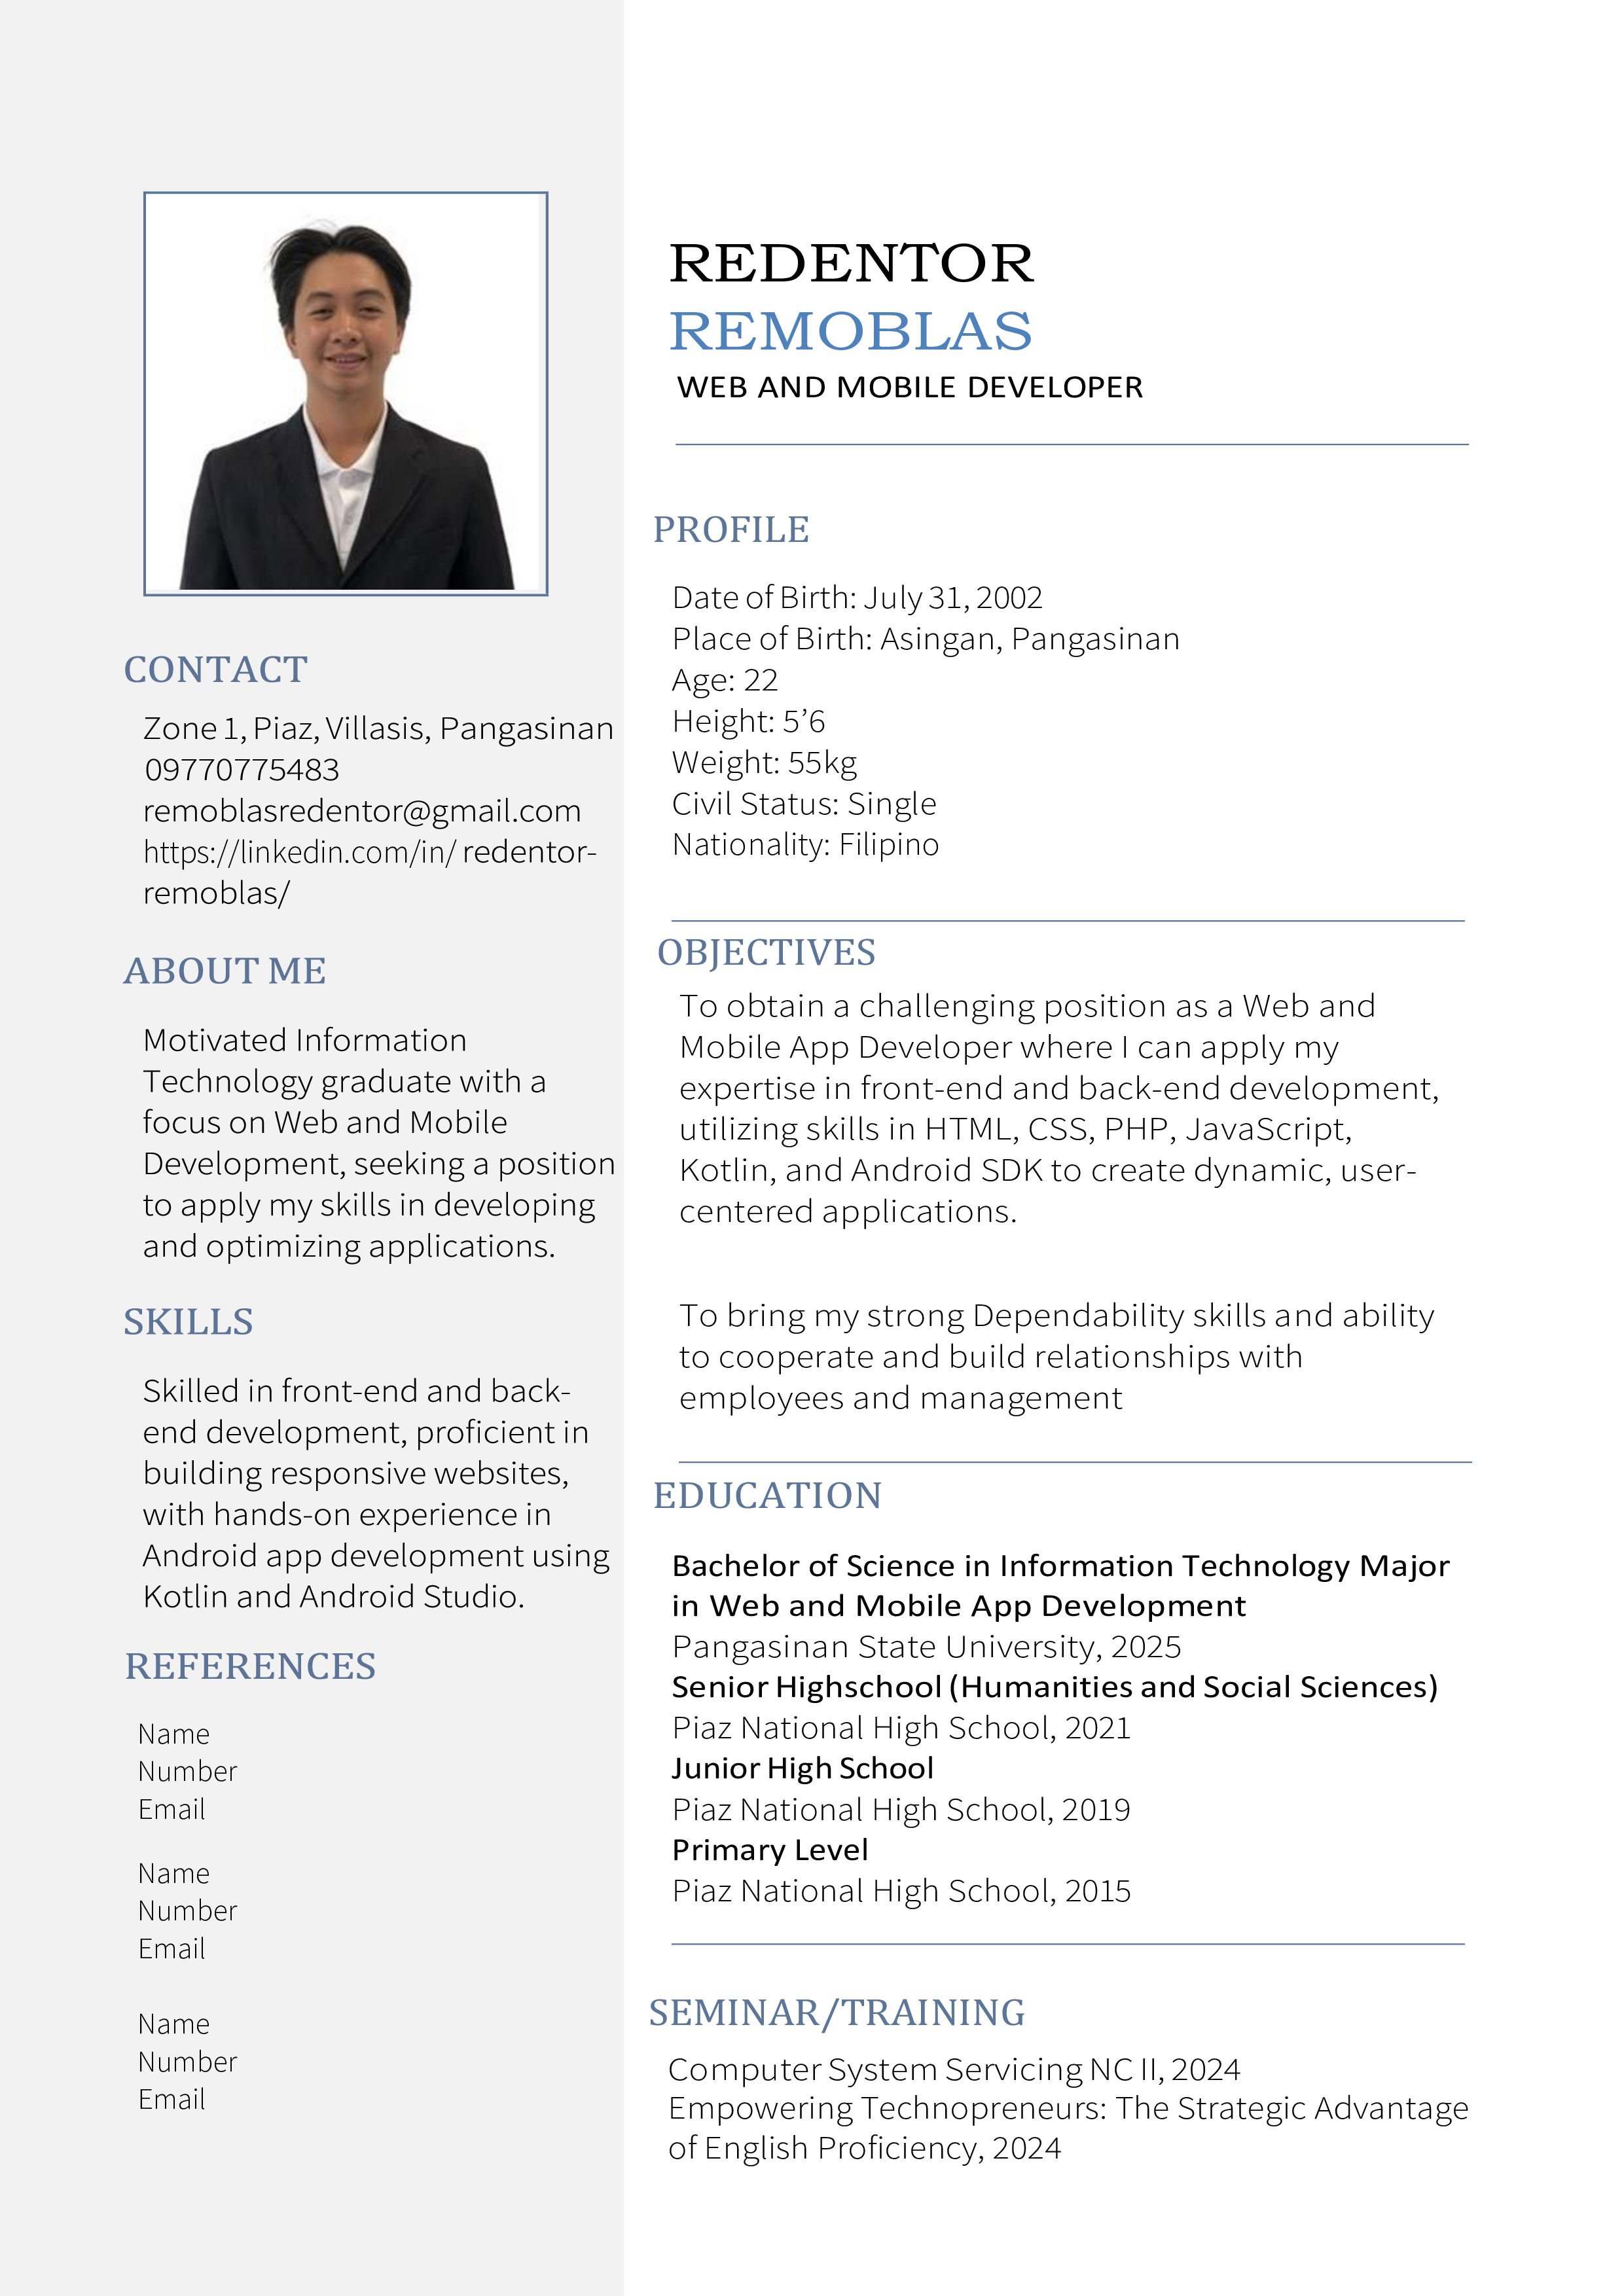 REDENTOR
REMOBLAS
WEB AND MOBILE DEVELOPER
CONTACT
Zone 1, Piaz, Villasis, Pangasinan
09770775483
remoblasredentor@gmail.com
https://linkedin.com/in/ redentor-
remoblas/
ABOUT ME
Motivated Information
Technology graduate with a
focus on Web and Mobile
Development, seeking a position
to apply my skills in developing
and optimizing applications.
SKILLS
Skilled in front-end and back-
end development, proficient in
building responsive websites,
with hands-on experience in
Android app development using
Kotlin and Android Studio.
REFERENCES
Name
Number
Email
Name
Number
Email
Name
Number
Email
PROFILE
Date of Birth: July 31, 2002
Place of Birth: Asingan, Pangasinan
Age: 22
Height: 5’6
Weight: 55kg
Civil Status: Single
Nationality: Filipino
OBJECTIVES
To obtain a challenging position as a Web and
Mobile App Developer where I can apply my
expertise in front-end and back-end development,
utilizing skills in HTML, CSS, PHP, JavaScript,
Kotlin, and Android SDK to create dynamic, user-
centered applications.
To bring my strong Dependability skills and ability
to cooperate and build relationships with
employees and management
EDUCATION
Bachelor of Science in Information Technology Major
in Web and Mobile App Development
Pangasinan State University, 2025
Senior Highschool (Humanities and Social Sciences)
Piaz National High School, 2021
Junior High School
Piaz National High School, 2019
Primary Level
Piaz National High School, 2015
SEMINAR/TRAINING
Computer System Servicing NC II, 2024
Empowering Technopreneurs: The Strategic Advantage
of English Proficiency, 2024